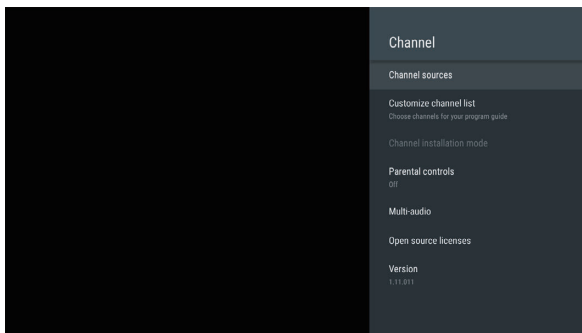 Channel
Channel sources
Customize channel list
Choose channels for your program guide
Channel installation mode
Parental controls
Off
Multi-audio
Open source licenses
Version
1.11.011